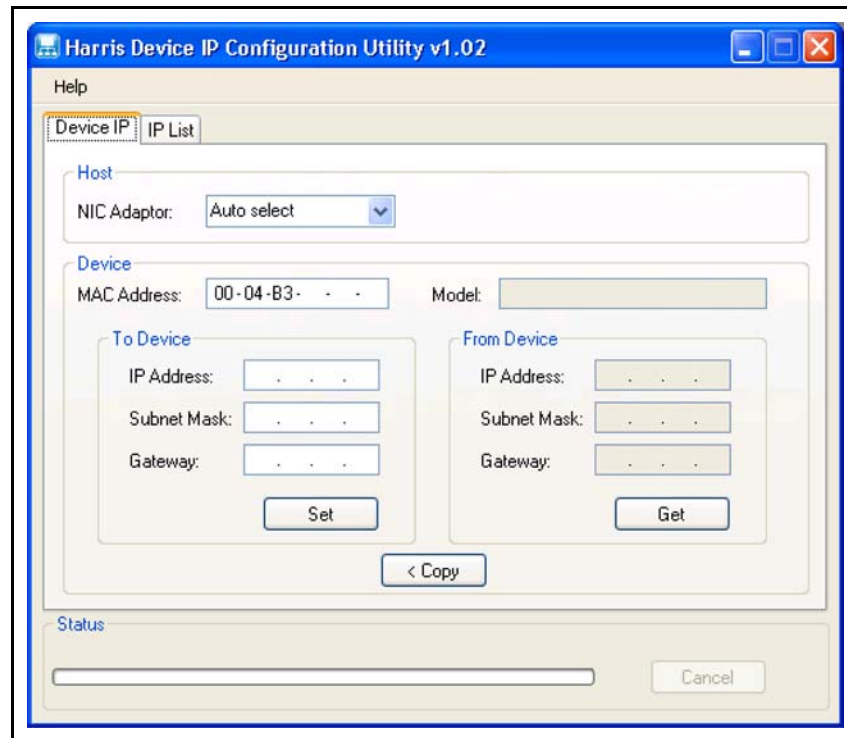 Harris Device IP Configuration Utility v1.02
Help
Device IP IP List
Host
NIC Adaptor: Auto select
Device
MAC Address: 00-04-B3- - - Model:
To Device From Device
IP Address: . . . IP Address: . . .
Subnet Mask: . . . Subnet Mask: . . .
Gateway: . . . Gateway: . . .
Set Get
< Copy
Status
Cancel